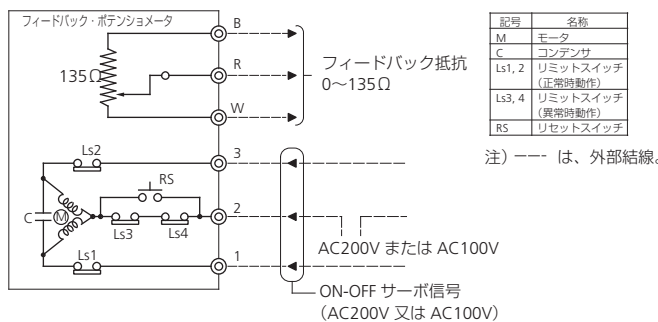 フィードバック・ポテンショメータ
135Ω
B
R
W
フィードバック抵抗
0～135Ω
Ls2
RS
C
M
Ls3
Ls4
Ls1
3
2
1
AC200V または AC100V
ON-OFF サーボ信号
（AC200V 又は AC100V）
記号 名称
M モータ
C コンデンサ
Ls1, 2 リミットスイッチ
（正常時動作）
Ls3, 4 リミットスイッチ
（異常時動作）
RS リセットスイッチ
注）---- は、外部結線。